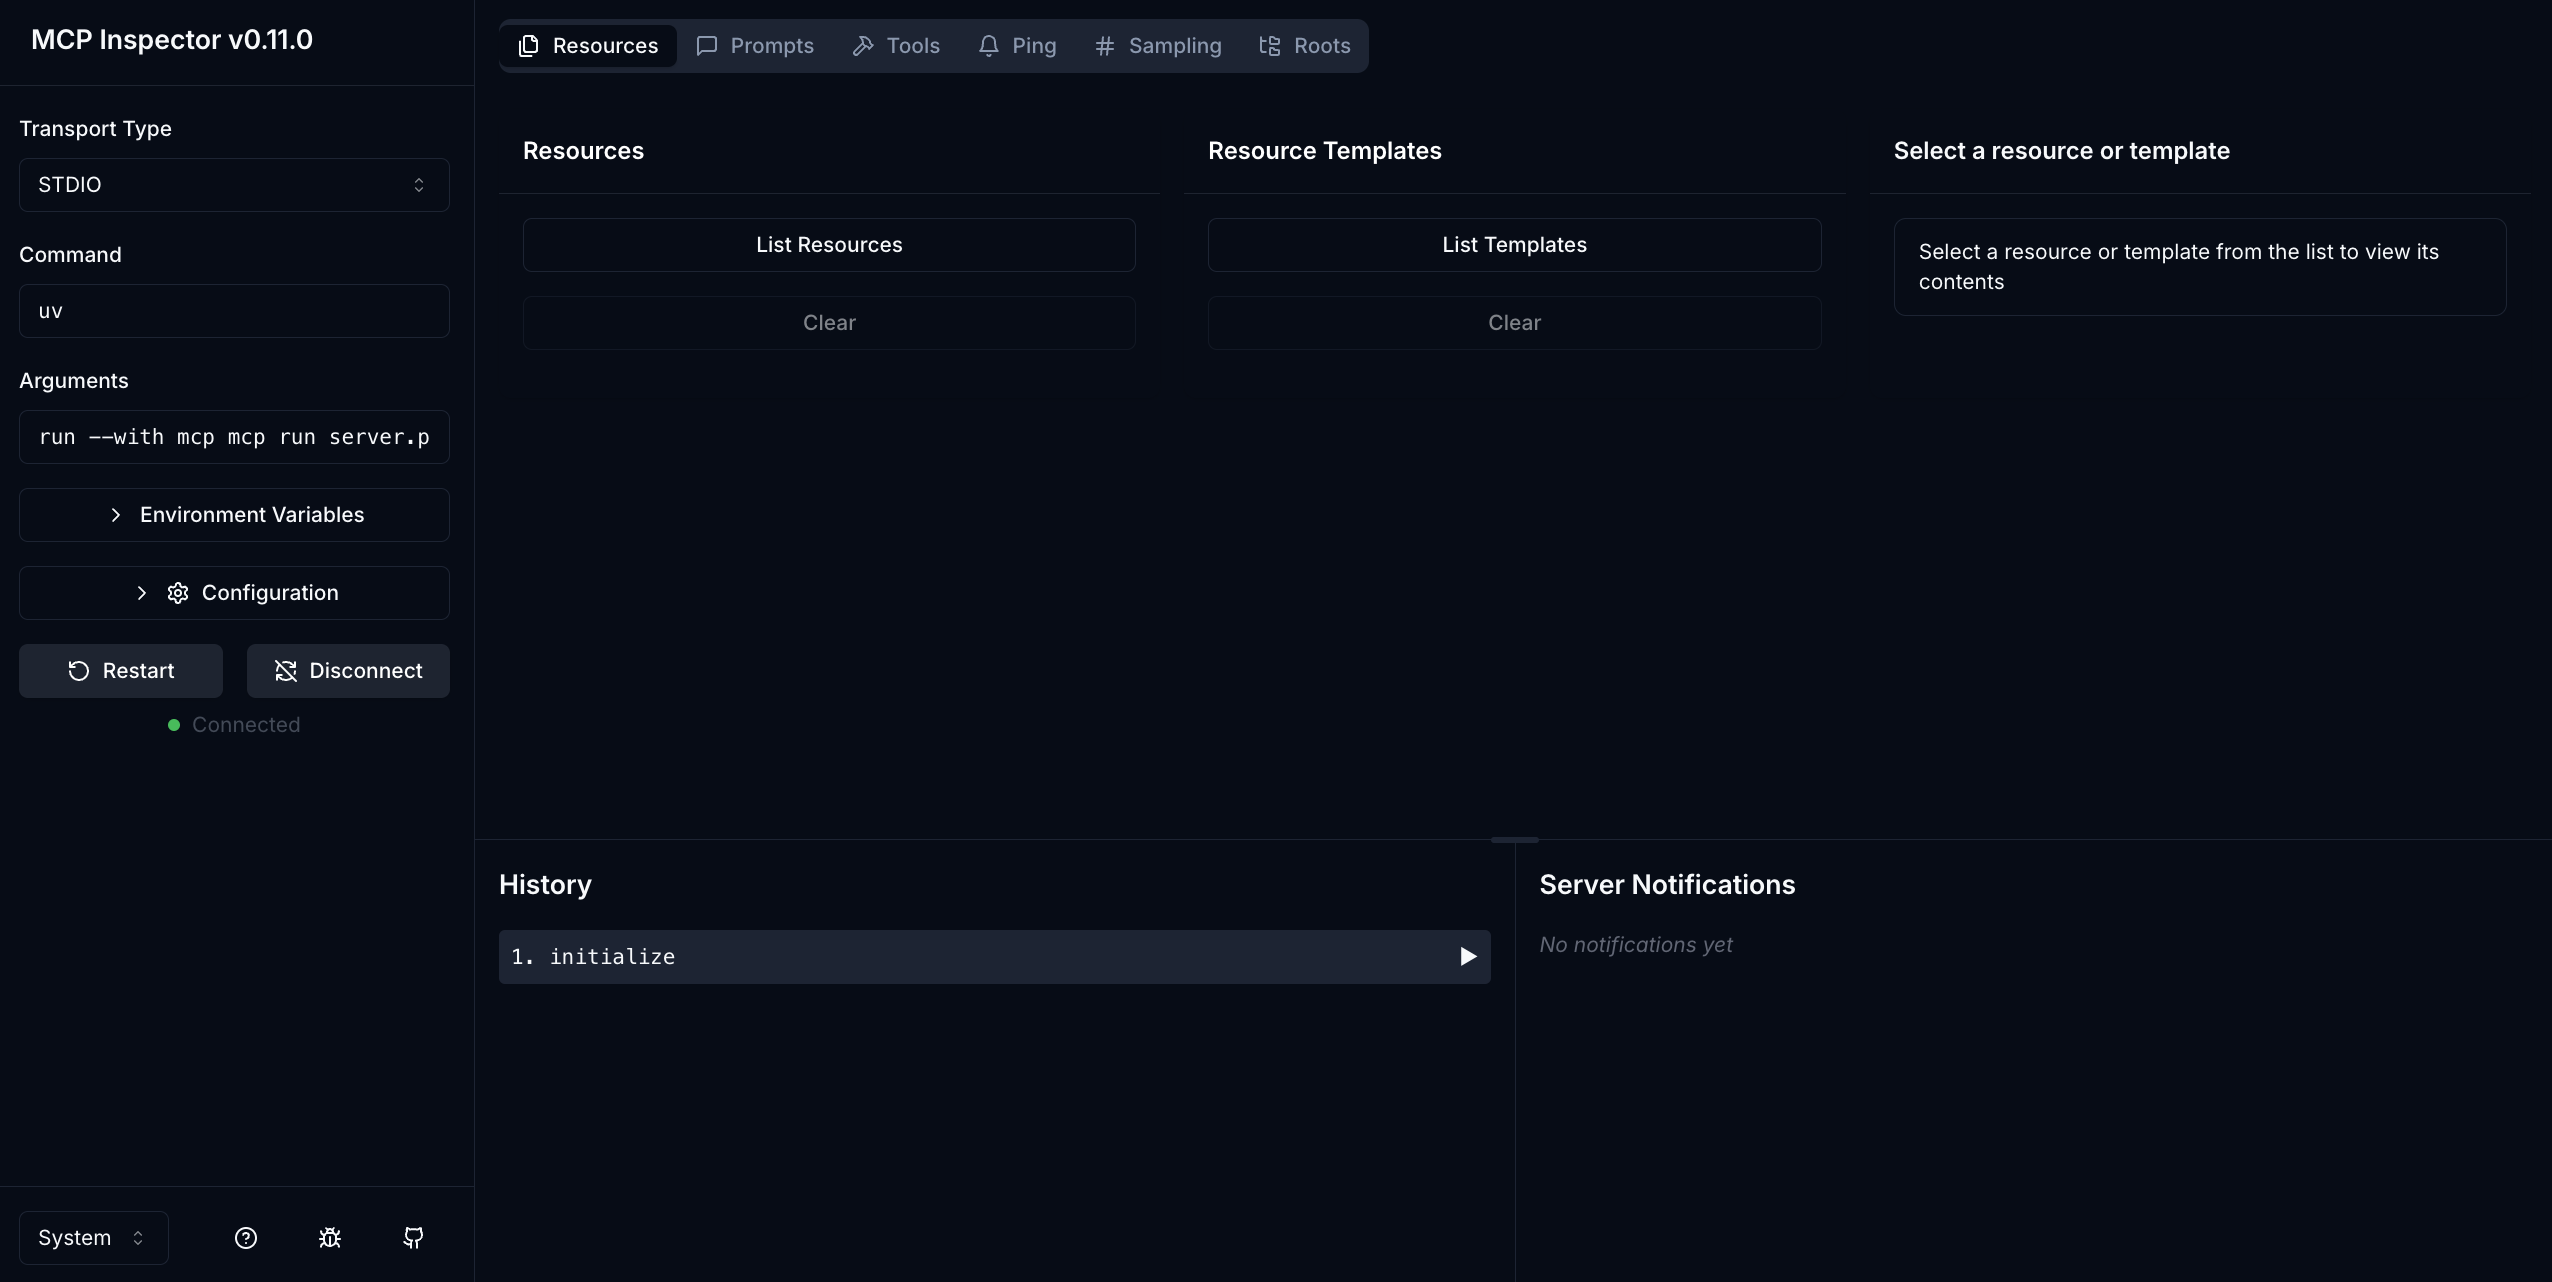 MCP Inspector v0.11.0
Transport Type
STDIO
Command
uv
Arguments
run --with mcp mcp run server.p
Environment Variables
Configuration
Restart
Disconnect
Connected
System
Resources
Prompts
Tools
Ping
Sampling
Roots
Resources
List Resources
Clear
Resource Templates
List Templates
Clear
Select a resource or template
Select a resource or template from the list to view its
contents
History
1. initialize
Server Notifications
No notifications yet